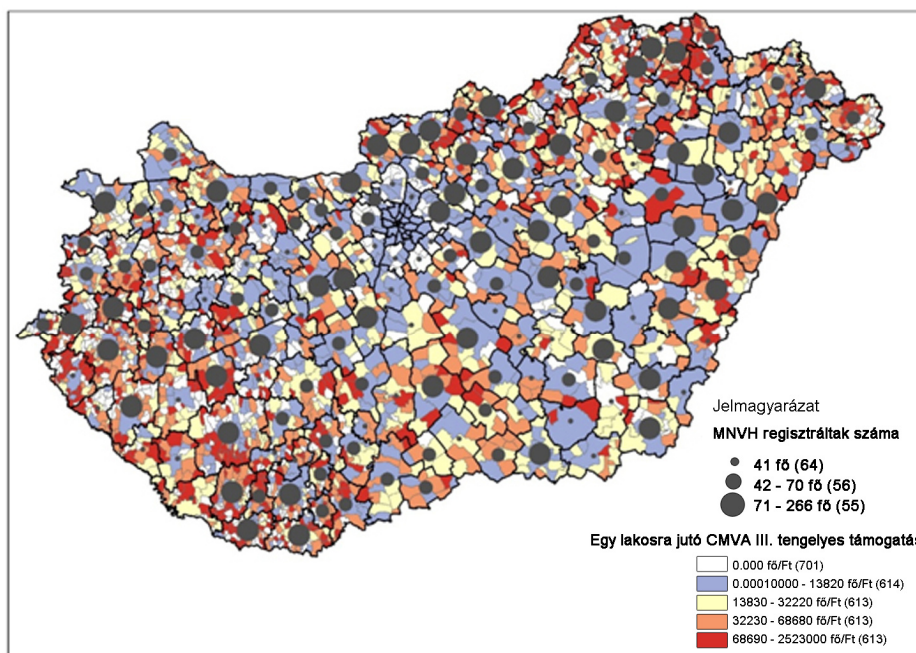 Jelmagyarázat
MNVH regisztráltak száma
41 fő (64)
42 - 70 fő (56)
71 - 266 fő (55)
Egy lakosra jutó CMVA III. tengelyes támogatás
0.000 fő/Ft (701)
0.00010000 - 13820 fő/Ft (614)
13830 - 32220 fő/Ft (613)
32230 - 68680 fő/Ft (613)
68690 - 2523000 fő/Ft (613)